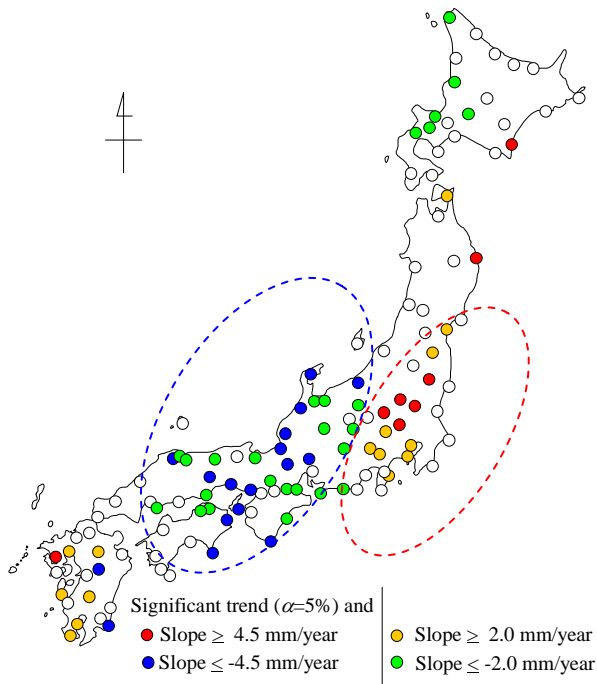 Significant trend (α=5%) and
Slope ≥ 4.5 mm/year
Slope ≤ -4.5 mm/year
Slope ≥ 2.0 mm/year
Slope ≤ -2.0 mm/year